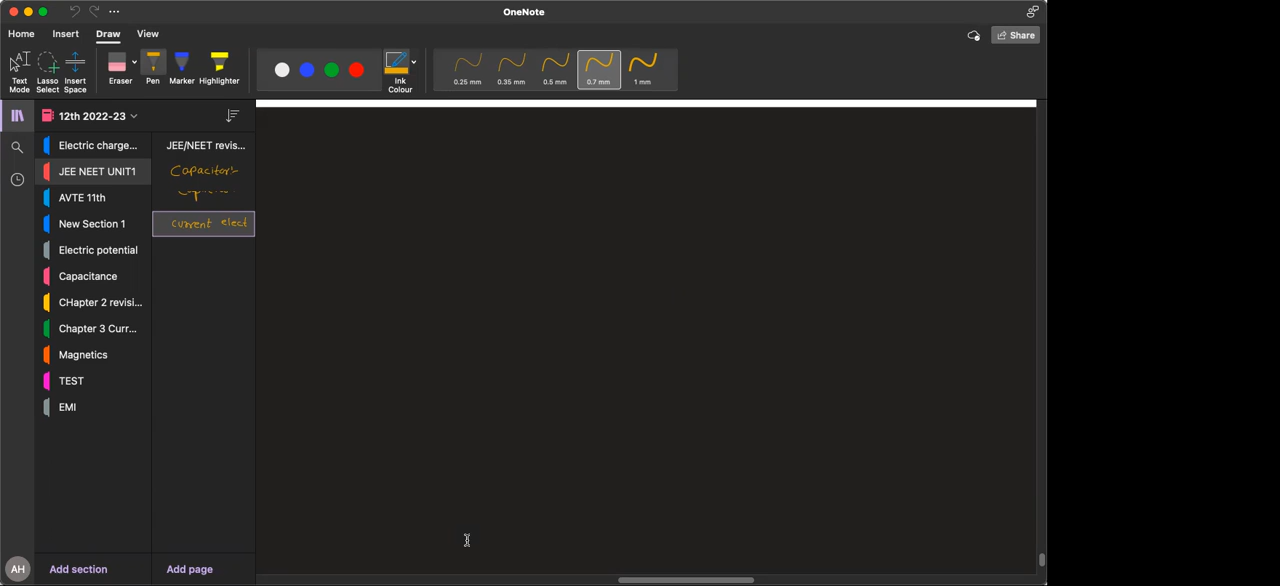 OneNote
Home Insert Draw View
Share
Text Mode
Lasso Select
Insert Space
Eraser
Pen
Marker
Highlighter
Ink Colour
0.25 mm
0.35 mm
0.5 mm
0.7 mm
1 mm
12th 2022-23
Electric charge...
JEE NEET UNIT1
AVTE 11th
New Section 1
Electric potential
Capacitance
CHapter 2 revisi...
Chapter 3 Curr...
Magnetics
TEST
EMI
JEE/NEET revis...
Capacitors
current elect
AH
Add section
Add page